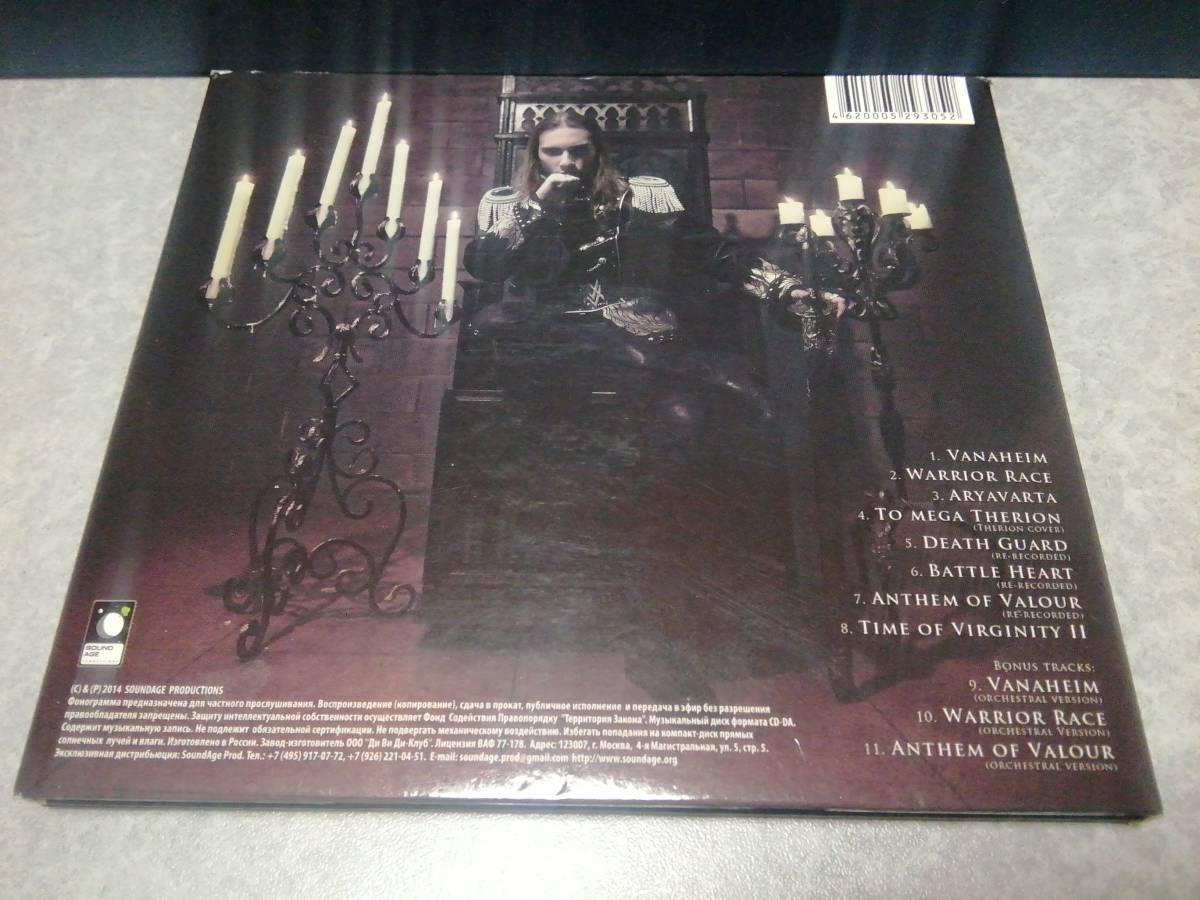 4 620005 293052
1. VANAHEIM
2. WARRIOR RACE
3. ARYAVARTA
4. TO MEGA THERION
(THERION COVER)
5. DEATH GUARD
(RE-RECORDED)
6. BATTLE HEART
(RE-RECORDED)
7. ANTHEM OF VALOUR
(RE-RECORDED)
8. TIME OF VIRGINITY II
BONUS TRACKS:
9. VANAHEIM
(ORCHESTRAL VERSION)
10. WARRIOR RACE
(ORCHESTRAL VERSION)
11. ANTHEM OF VALOUR
(ORCHESTRAL VERSION)
SOUND
AGE
(C) & (P) 2014 SOUNDAGE PRODUCTIONS
Фонограмма предназначена для частного прослушивания. Воспроизведение (копирование), сдача в прокат, публичное исполнение и передача в эфир без разрешения
правообладателя запрещены. Защиту интеллектуальной собственности осуществляет Фонд Содействия Правопорядку "Территория Закона". Музыкальный диск формата CD-DA.
Содержит музыкальную запись. Не подлежит обязательной сертификации. Не подвергать механическому воздействию. Избегать попадания на компакт-диск прямых
солнечных лучей и влаги. Изготовлено в России. Завод-изготовитель ООО "Ди Ви Ди-Клуб". Лицензия ВАФ 77-178. Адрес: 123007, г. Москва, 4-я Магистральная, ул. 5, стр. 5.
Эксклюзивная дистрибьюция: SoundAge Prod. Тел.: +7 (495) 917-07-72, +7 (926) 221-04-51. E-mail: soundage.prod@gmail.com http://www.soundage.org